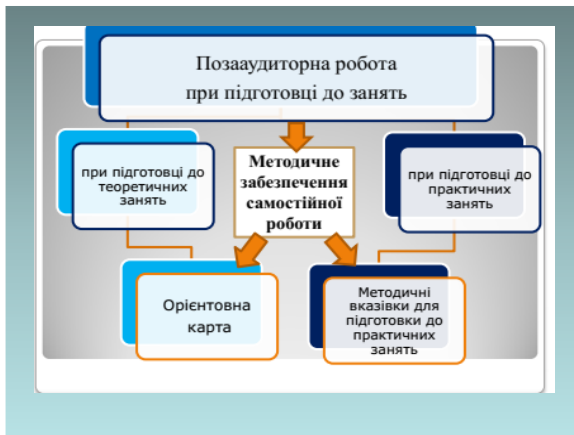 Позааудиторна робота
при підготовці до занять
при підготовці до
теоретичних
занять
Методичне
забезпечення
самостійної
роботи
при підготовці до
практичних
занять
Орієнтовна
карта
Методичні
вказівки для
підготовки до
практичних
занять